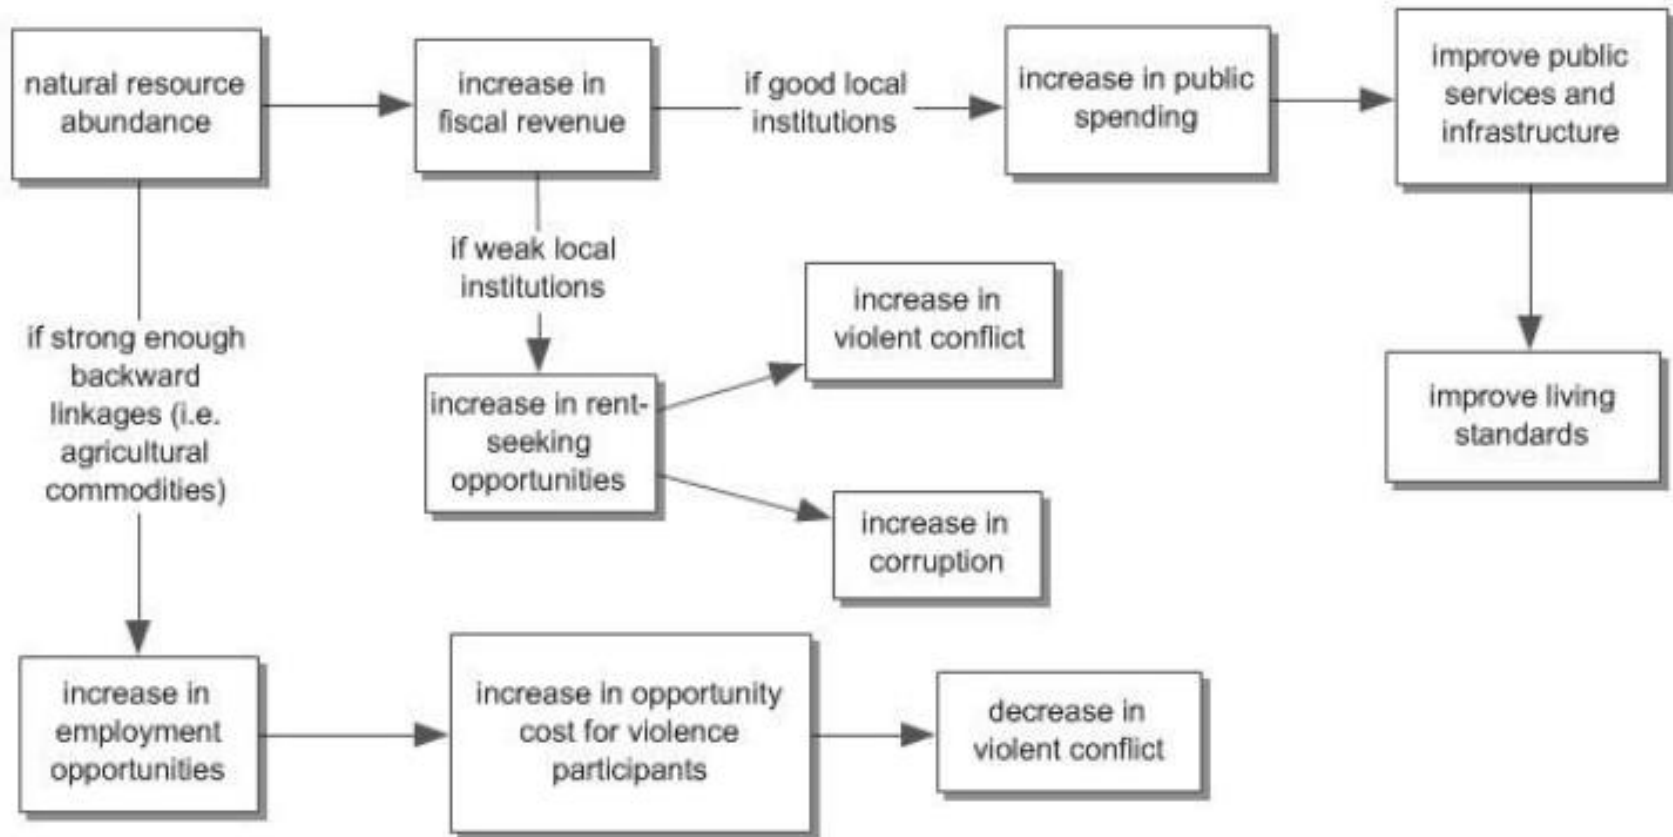 natural resource
abundance
increase in
fiscal revenue
if good local
institutions
increase in public
spending
improve public
services and
infrastructure
if weak local
institutions
increase in
violent conflict
if strong enough
backward
linkages (i.e.
agricultural
commodities)
increase in rent-
seeking
opportunities
improve living
standards
increase in
corruption
increase in
employment
opportunities
increase in opportunity
cost for violence
participants
decrease in
violent conflict